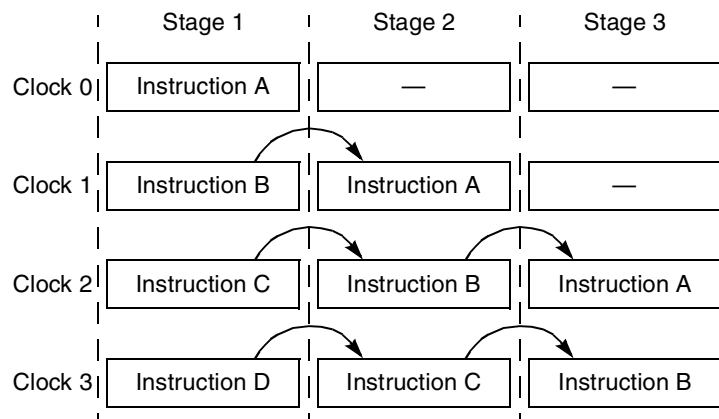 Stage 1 Stage 2 Stage 3
Clock 0 Instruction A — —
Clock 1 Instruction B Instruction A —
Clock 2 Instruction C Instruction B Instruction A
Clock 3 Instruction D Instruction C Instruction B